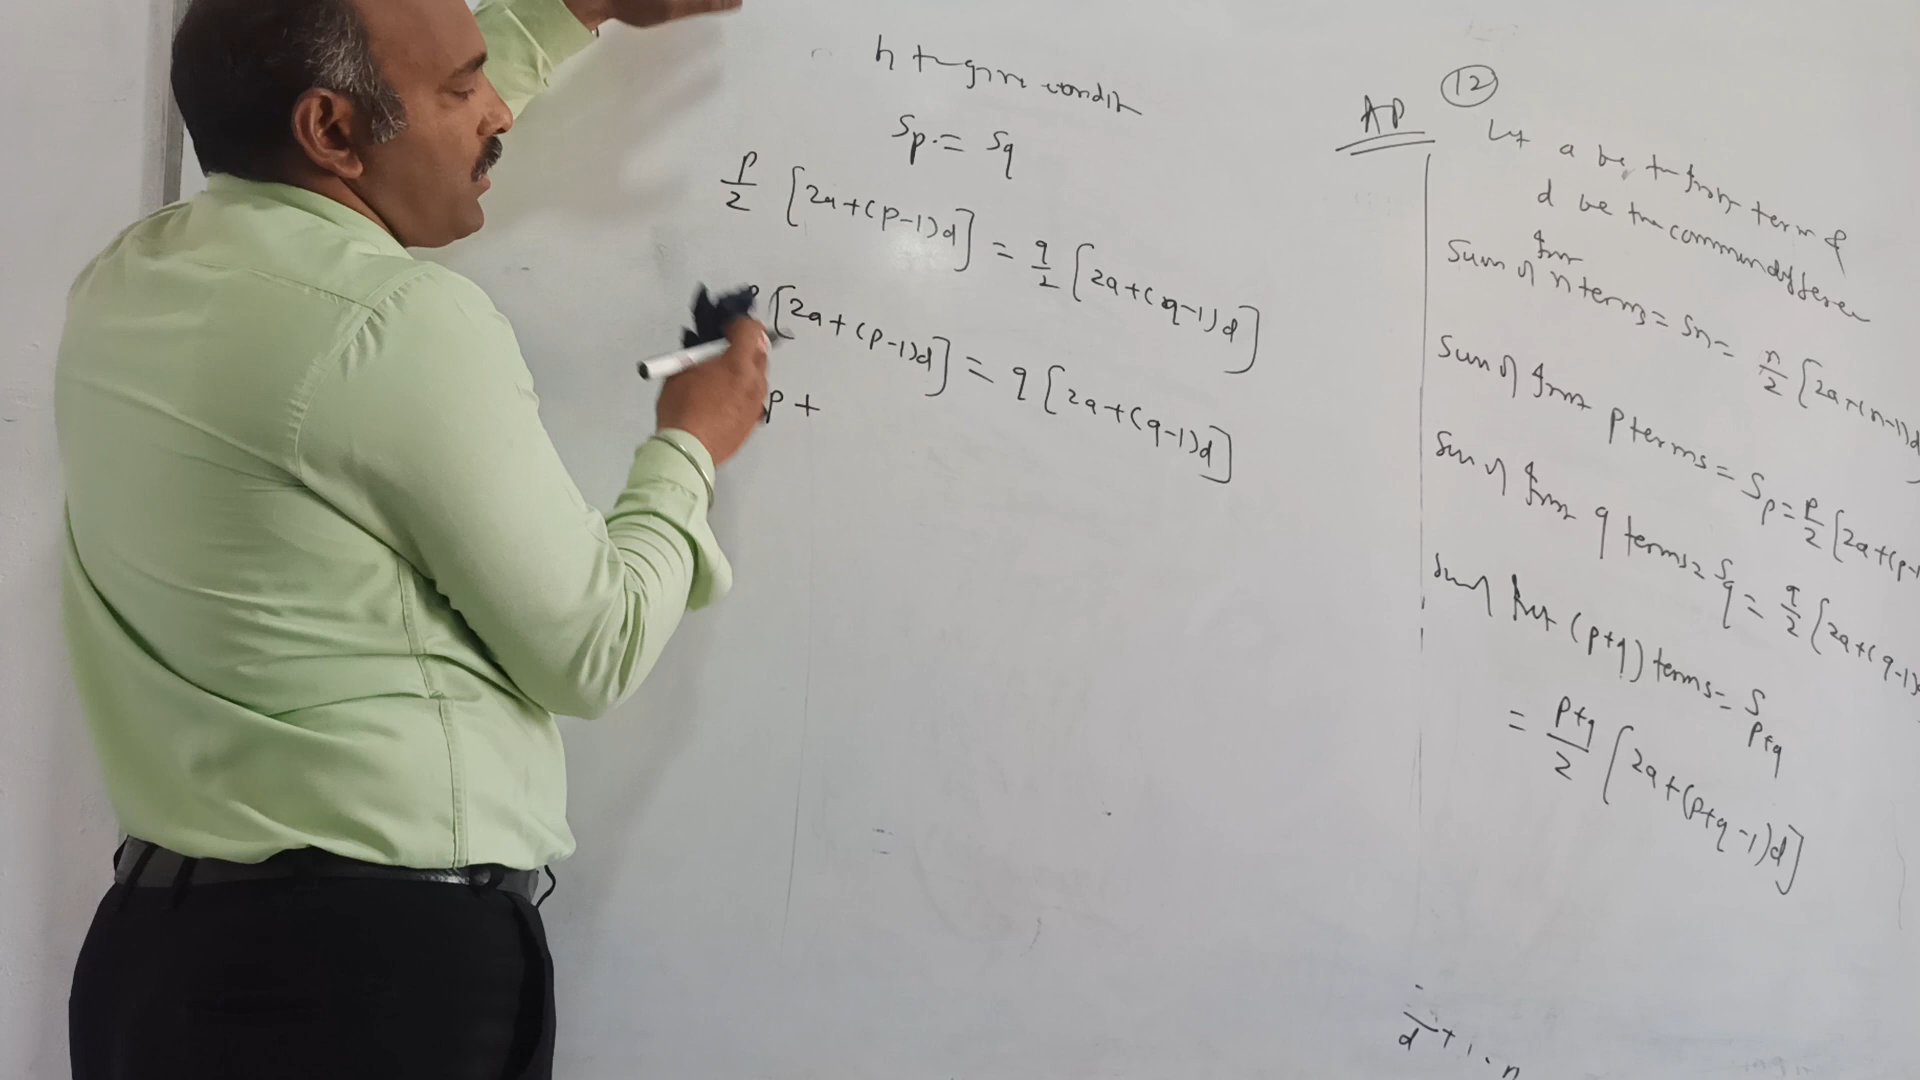 AP
(12)
Let a be the first term &
d be the common difference
Sum of first n terms = Sn = n/2 [2a+(n-1)d
Sum of first p terms = Sp = p/2 [2a+(p-1
Sum of first q terms = Sq = q/2 [2a+(q-1)
Sum of first (p+q) terms = S p+q
= p+q/2 [2a+(p+q-1)d]
Sp = Sq
p/2 [2a+(p-1)d] = q/2 [2a+(q-1)d]
[2a+(p-1)d] = q [2a+(q-1)d]
p +